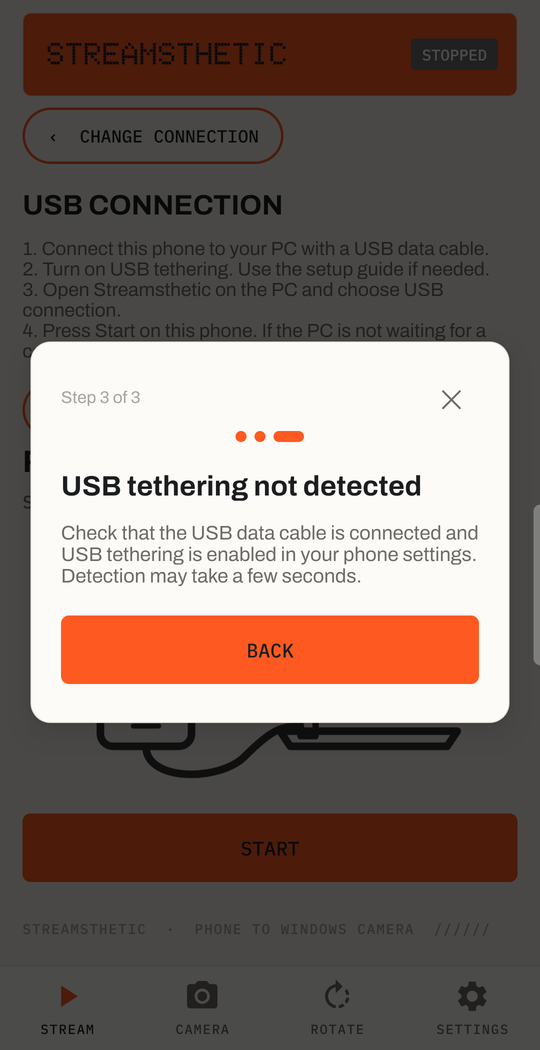 STREAMSTHETIC
STOPPED
‹ CHANGE CONNECTION
USB CONNECTION
1. Connect this phone to your PC with a USB data cable.
2. Turn on USB tethering. Use the setup guide if needed.
3. Open Streamsthetic on the PC and choose USB
connection.
4. Press Start on this phone. If the PC is not waiting for a
Step 3 of 3
USB tethering not detected
Check that the USB data cable is connected and
USB tethering is enabled in your phone settings.
Detection may take a few seconds.
BACK
START
STREAMSTHETIC · PHONE TO WINDOWS CAMERA //////
STREAM
CAMERA
ROTATE
SETTINGS